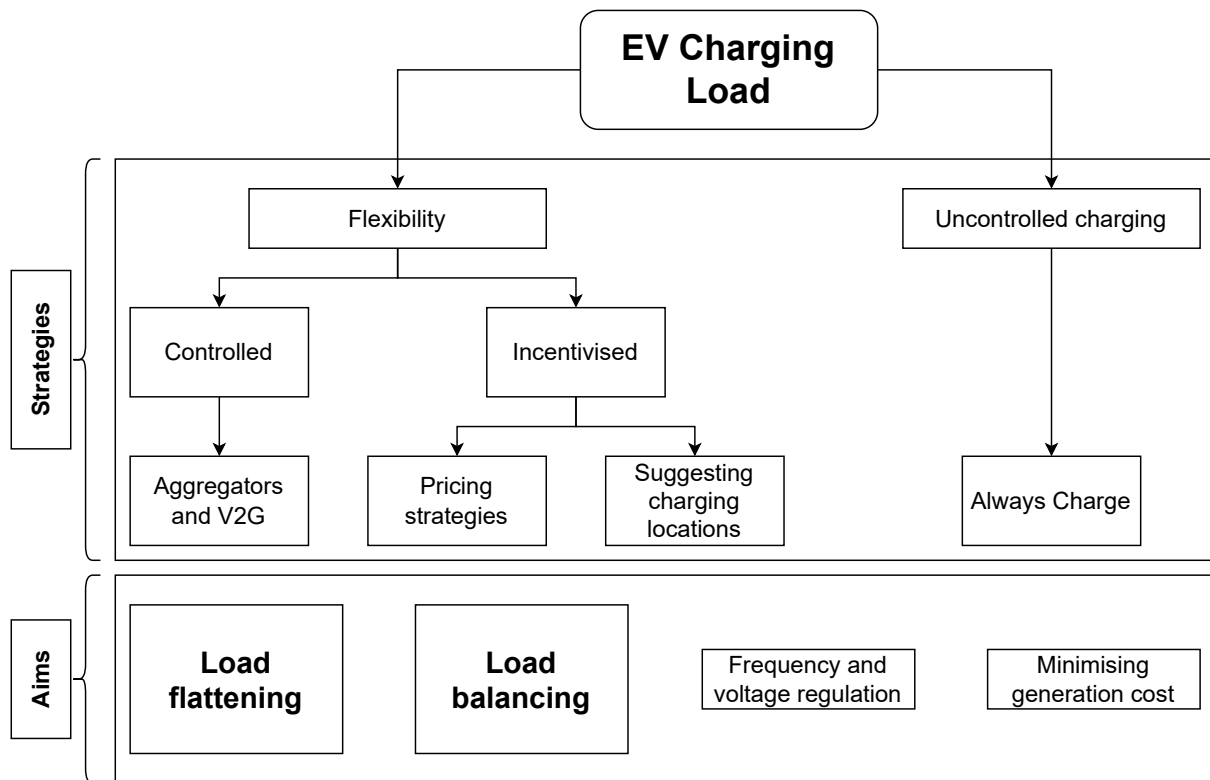 EV Charging
Load
Strategies
Flexibility
Uncontrolled charging
Controlled
Incentivised
Aggregators
and V2G
Pricing
strategies
Suggesting
charging
locations
Always Charge
Aims
Load
flattening
Load
balancing
Frequency and
voltage regulation
Minimising
generation cost